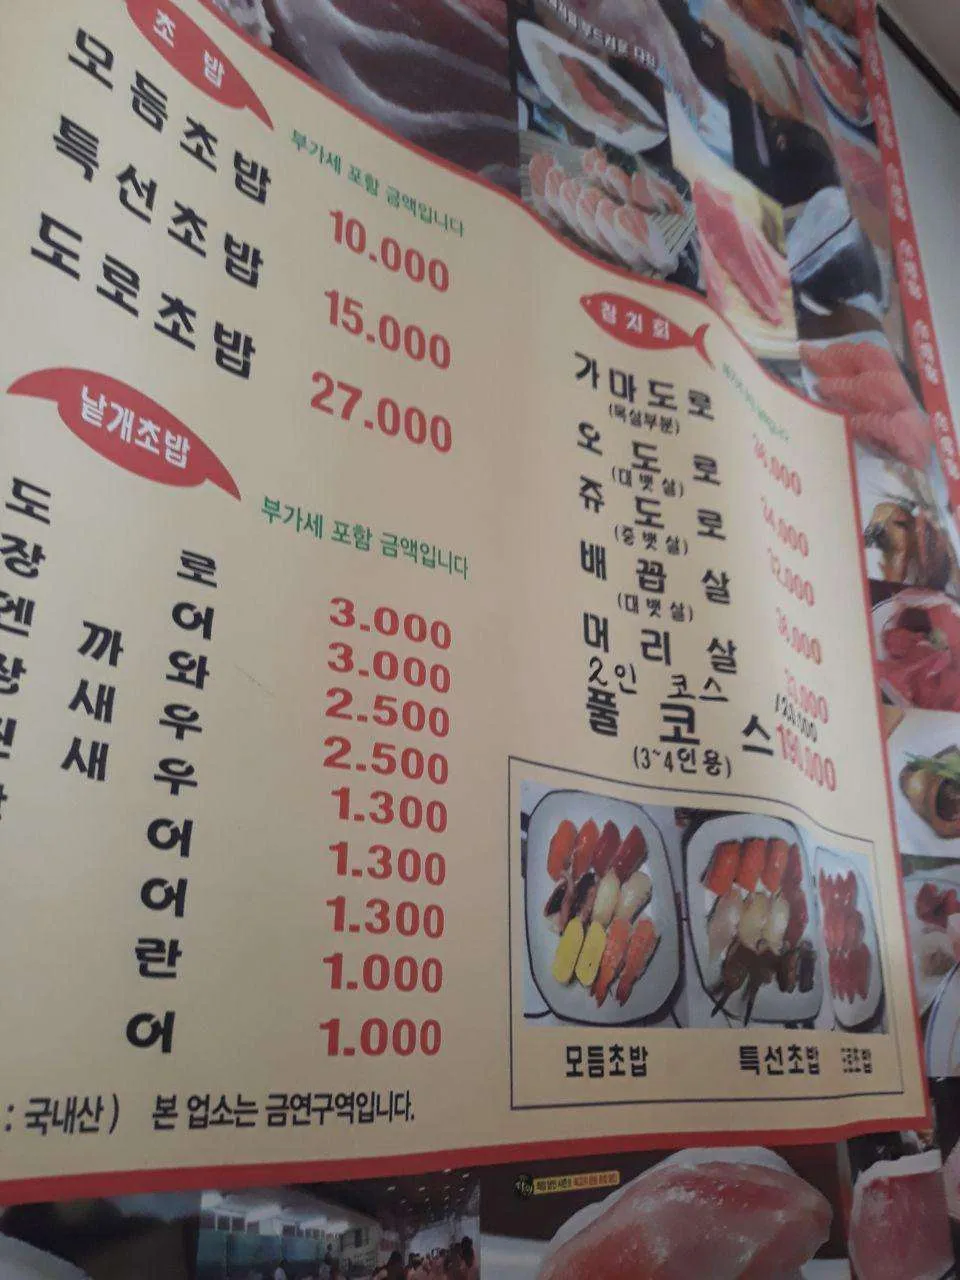 초밥
부가세 포함 금액입니다
모듬초밥 10.000
특선초밥 15.000
도로초밥 27.000
낱개초밥
부가세 포함 금액입니다
도 로 3.000
장 어 3.000
엔 까 와 2.500
새 우 2.500
새 우 1.300
어 1.300
어 1.300
란 1.000
어 1.000
: 국내산) 본 업소는 금연구역입니다.
참치회
가마도로
(목살부분)
오 도 로
(대뱃살)
쥬 도 로
(중뱃살)
배 꼽 살
(대뱃살)
머 리 살
2인 코스
풀 코 스 190,000
(3~4인용)
모듬초밥 특선초밥 도로초밥